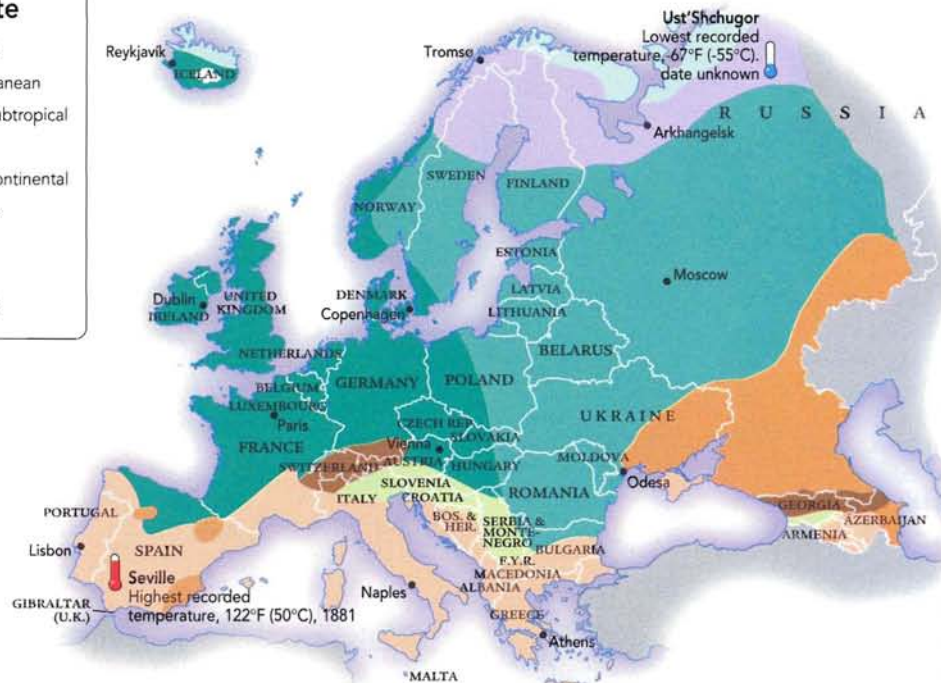 te
anean
ubtropical
ontinental
Reykjavík
ICELAND
Tromsø
Ust'Shchugor
Lowest recorded
temperature, -67°F (-55°C).
date unknown
Arkhangelsk
RUSSIA
SWEDEN
FINLAND
NORWAY
ESTONIA
Moscow
LATVIA
LITHUANIA
Dublin
IRELAND
UNITED
KINGDOM
DENMARK
Copenhagen
NETHERLANDS
BELARUS
BELGIUM
GERMANY
POLAND
LUXEMBOURG
Paris
UKRAINE
CZECH REP.
SLOVAKIA
Vienna
FRANCE
SWITZERLAND
AUSTRIA
HUNGARY
MOLDOVA
Odesa
SLOVENIA
CROATIA
ROMANIA
ITALY
BOS. &
HER.
SERBIA &
MONTE-
NEGRO
BULGARIA
GEORGIA
AZERBAIJAN
ARMENIA
PORTUGAL
Lisbon
SPAIN
F.Y.R.
MACEDONIA
ALBANIA
Naples
Seville
Highest recorded
temperature, 122°F (50°C), 1881
GIBRALTAR
(U.K.)
GREECE
Athens
MALTA